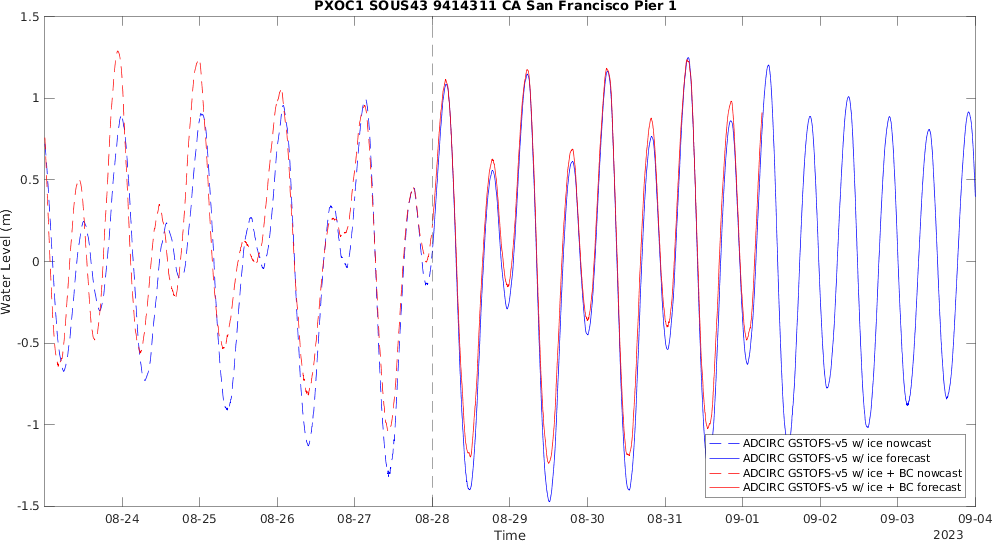 PXOC1 SOUS43 9414311 CA San Francisco Pier 1
1.5
1
0.5
0
-0.5
-1
-1.5
Water Level (m)
ADCIRC GSTOFS-v5 w/ ice nowcast
ADCIRC GSTOFS-v5 w/ ice forecast
ADCIRC GSTOFS-v5 w/ ice + BC nowcast
ADCIRC GSTOFS-v5 w/ ice + BC forecast
08-24 08-25 08-26 08-27 08-28 08-29 08-30 08-31 09-01 09-02 09-03 09-04
Time
2023